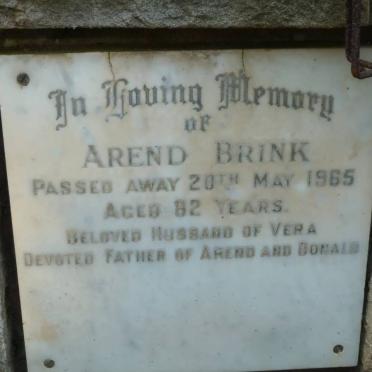 In Loving Memory
OF
AREND BRINK
PASSED AWAY 20TH MAY 1965
AGED 82 YEARS.
BELOVED HUSBAND OF VERA
DEVOTED FATHER OF AREND AND DONALD